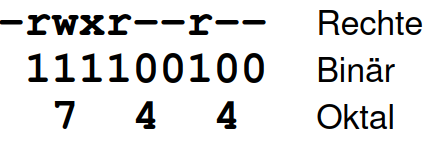 -rwxr--r-- Rechte
111100100 Binär
7 4 4 Oktal